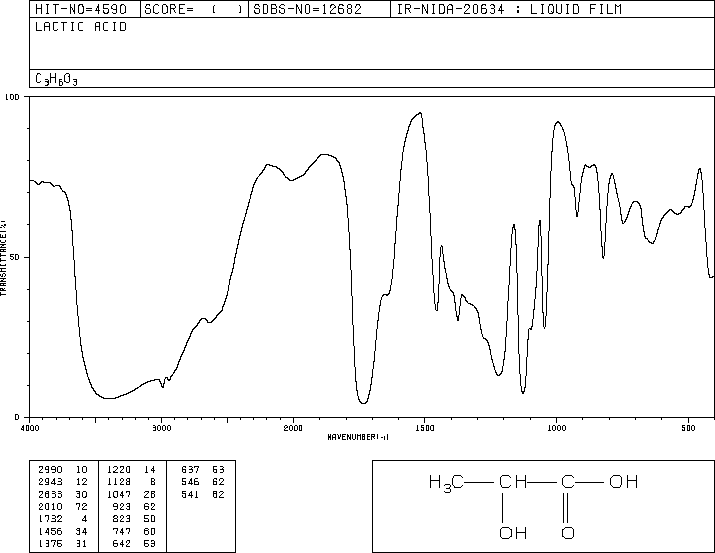 HIT-NO=4590 SCORE= ( ) SDBS-NO=12682 IR-NIDA-20634 : LIQUID FILM
LACTIC ACID
C3H6O3
100
TRANSMITTANCE(%)
50
0
4000 3000 2000 1500 1000 500
WAVENUMBER(-1)
2990 10 1220 14 637 53
2943 12 1128 8 546 62
2633 30 1047 26 541 62
2010 72 923 62
1732 4 823 50
1456 34 747 60
1376 31 642 53
H3C CH C OH
OH O